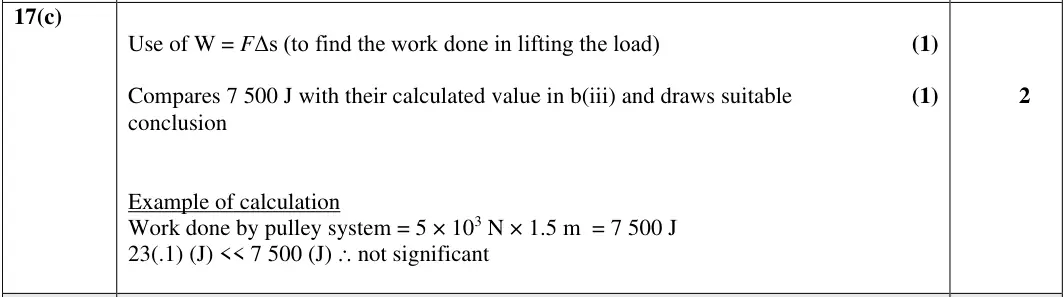 17(c)
Use of W = FΔs (to find the work done in lifting the load) (1)
Compares 7 500 J with their calculated value in b(iii) and draws suitable (1) 2
conclusion
Example of calculation
Work done by pulley system = 5 × 10³ N × 1.5 m = 7 500 J
23(.1) (J) << 7 500 (J) ∴ not significant